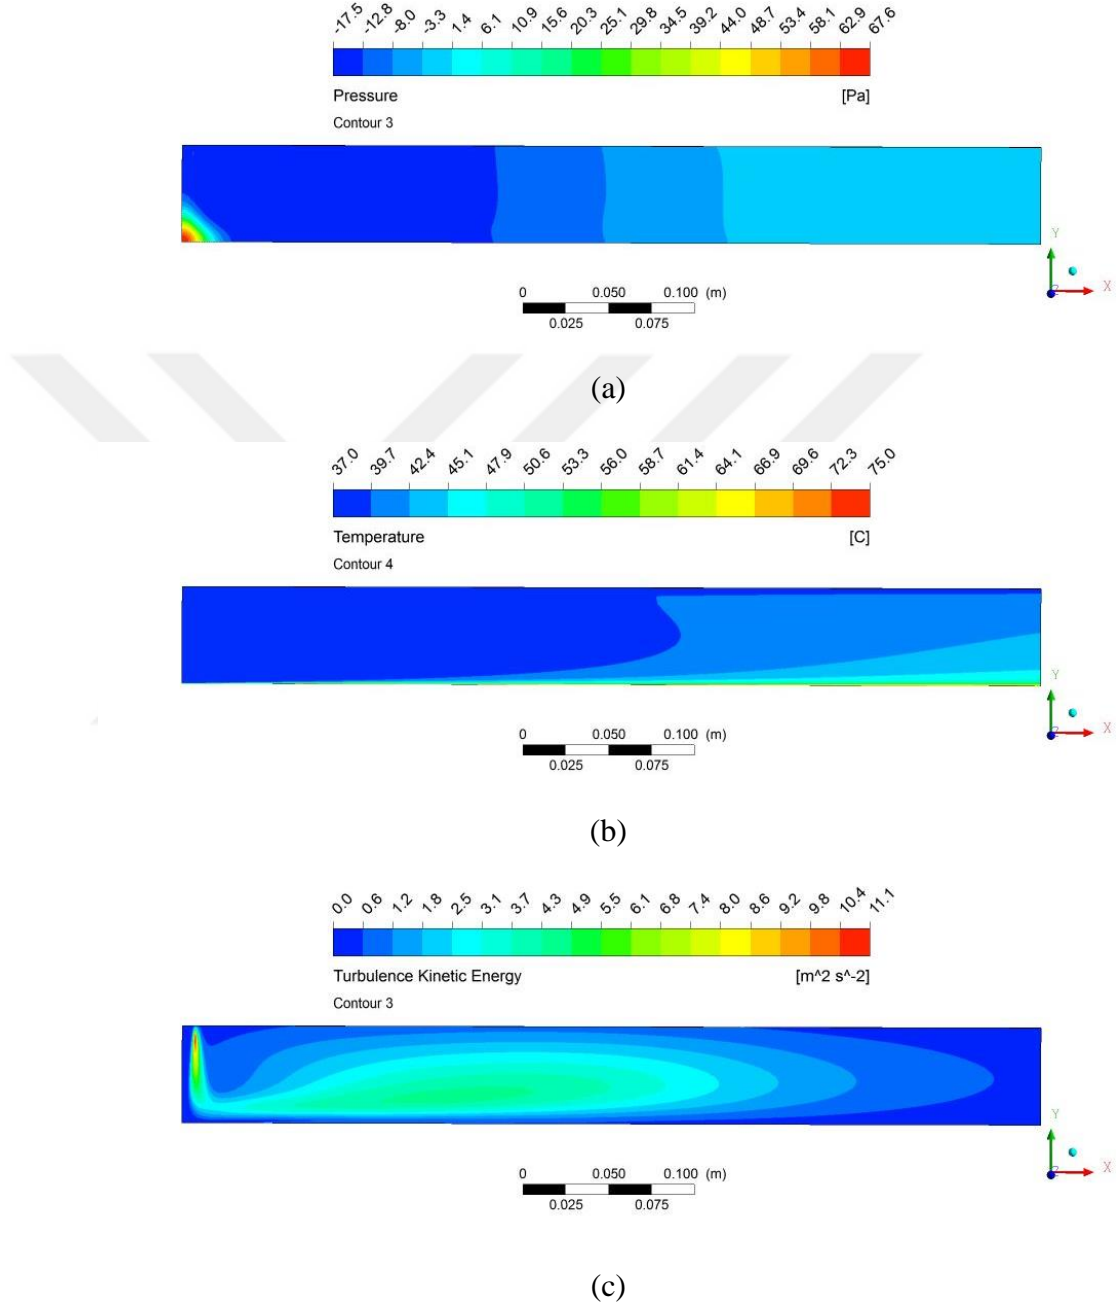 -17.5 -12.8 -8.0 -3.3 1.4 6.1 10.9 15.6 20.3 25.1 29.8 34.5 39.2 44.0 48.7 53.4 58.1 62.9 67.6
Pressure [Pa]
Contour 3
Y
X
Z
0 0.050 0.100 (m)
0.025 0.075
(a)
37.0 39.7 42.4 45.1 47.9 50.6 53.3 56.0 58.7 61.4 64.1 66.9 69.6 72.3 75.0
Temperature [C]
Contour 4
Y
X
Z
0 0.050 0.100 (m)
0.025 0.075
(b)
0.0 0.6 1.2 1.8 2.5 3.1 3.7 4.3 4.9 5.5 6.1 6.8 7.4 8.0 8.6 9.2 9.8 10.4 11.1
Turbulence Kinetic Energy [m^2 s^-2]
Contour 3
Y
X
Z
0 0.050 0.100 (m)
0.025 0.075
(c)